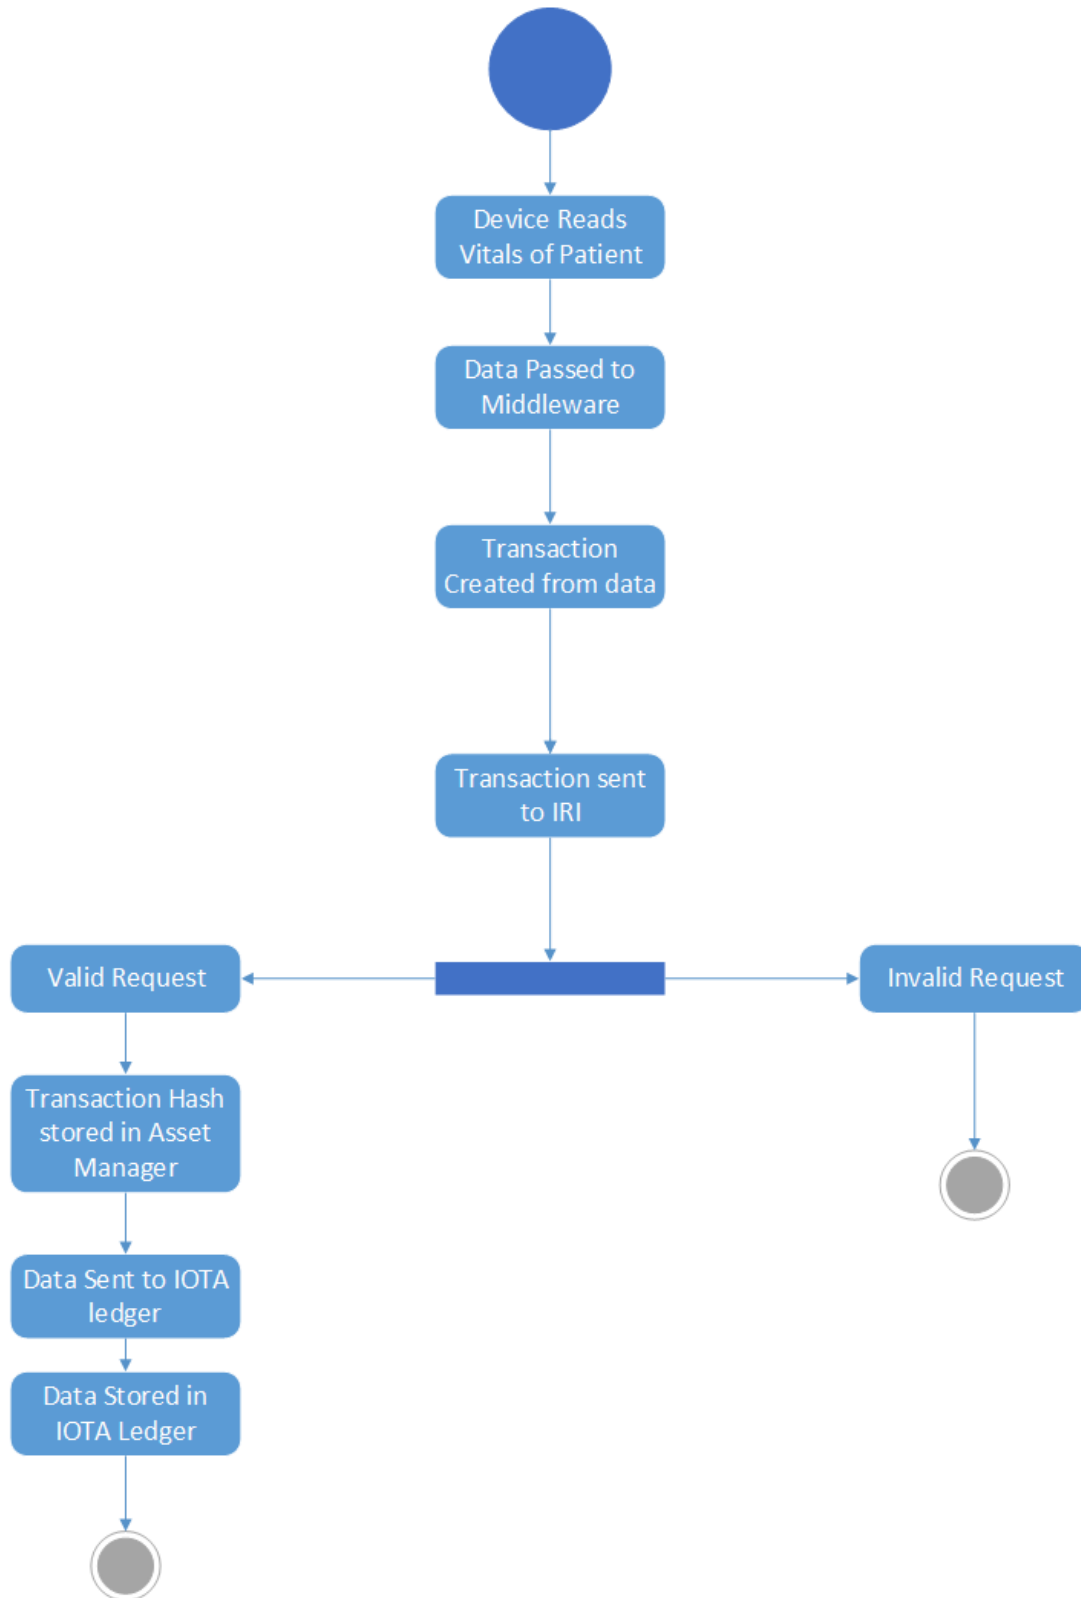 Device Reads
Vitals of Patient
Data Passed to
Middleware
Transaction
Created from data
Transaction sent
to IRI
Valid Request
Invalid Request
Transaction Hash
stored in Asset
Manager
Data Sent to IOTA
ledger
Data Stored in
IOTA Ledger